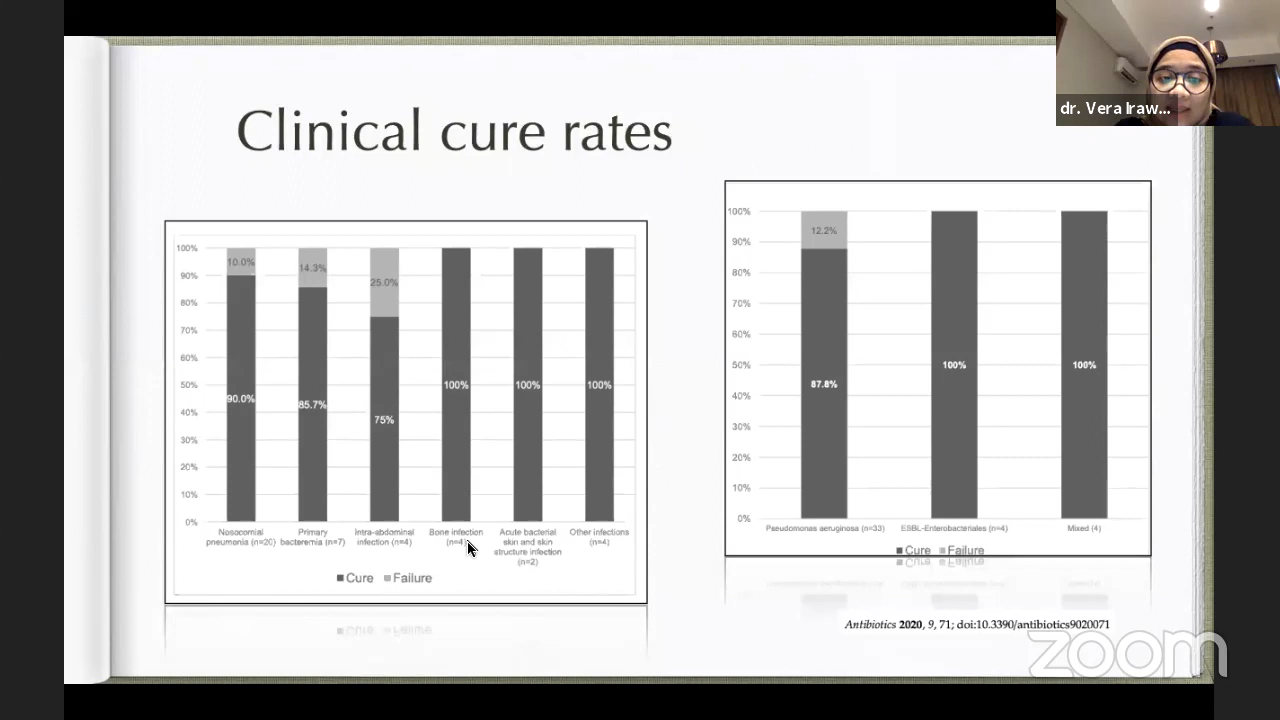 dr. Vera Iraw...
Clinical cure rates
100%
90%
80%
70%
60%
50%
40%
30%
20%
10%
0%
10.0%
14.3%
25.0%
90.0%
85.7%
75%
100%
100%
100%
Nosocomial
pneumonia (n=20)
Primary
bacteremia (n=7)
Intra-abdominal
infection (n=4)
Bone infection
(n=4)
Acute bacterial
skin and skin
structure infection
(n=2)
Other infections
(n=4)
Cure Failure
100%
90%
80%
70%
60%
50%
40%
30%
20%
10%
0%
12.2%
87.8%
100%
100%
Pseudomonas aeruginosa (n=33)
ESBL-Enterobacteriales (n=4)
Mixed (4)
Cure Failure
Antibiotics 2020, 9, 71; doi:10.3390/antibiotics9020071
zoom